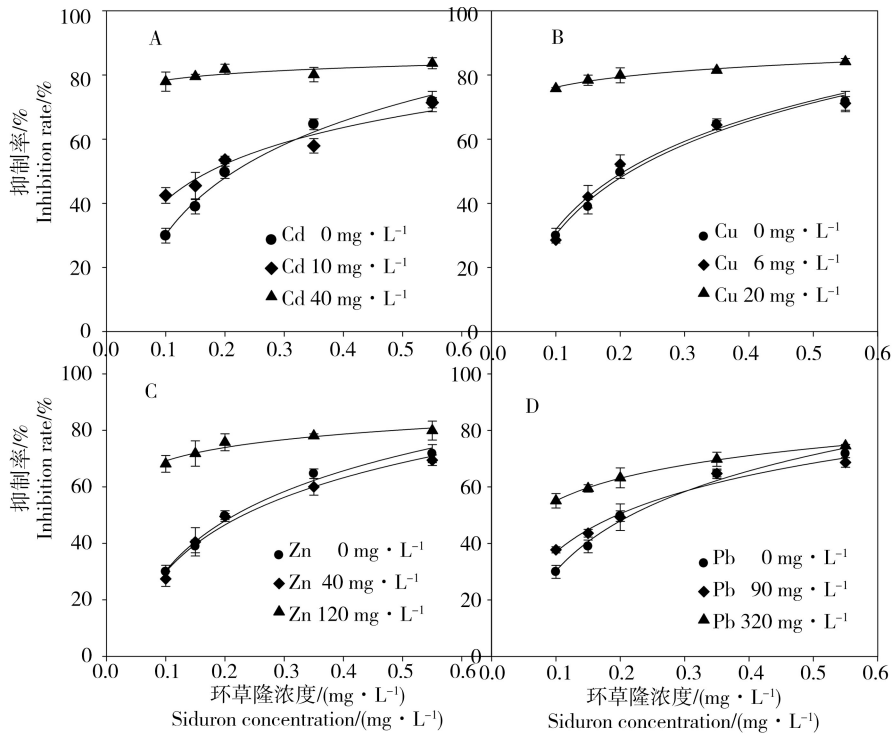 100
80
60
40
20
0
抑制率/%
Inhibition rate/%
A
Cd 0 mg·L⁻¹
Cd 10 mg·L⁻¹
Cd 40 mg·L⁻¹
0.0 0.1 0.2 0.3 0.4 0.5 0.6
100
80
60
40
20
0
B
Cu 0 mg·L⁻¹
Cu 6 mg·L⁻¹
Cu 20 mg·L⁻¹
0.0 0.1 0.2 0.3 0.4 0.5 0.6
100
80
60
40
20
0
抑制率/%
Inhibition rate/%
C
Zn 0 mg·L⁻¹
Zn 40 mg·L⁻¹
Zn 120 mg·L⁻¹
0.0 0.1 0.2 0.3 0.4 0.5 0.6
环草隆浓度/(mg·L⁻¹)
Siduron concentration/(mg·L⁻¹)
100
80
60
40
20
0
D
Pb 0 mg·L⁻¹
Pb 90 mg·L⁻¹
Pb 320 mg·L⁻¹
0.0 0.1 0.2 0.3 0.4 0.5 0.6
环草隆浓度/(mg·L⁻¹)
Siduron concentration/(mg·L⁻¹)